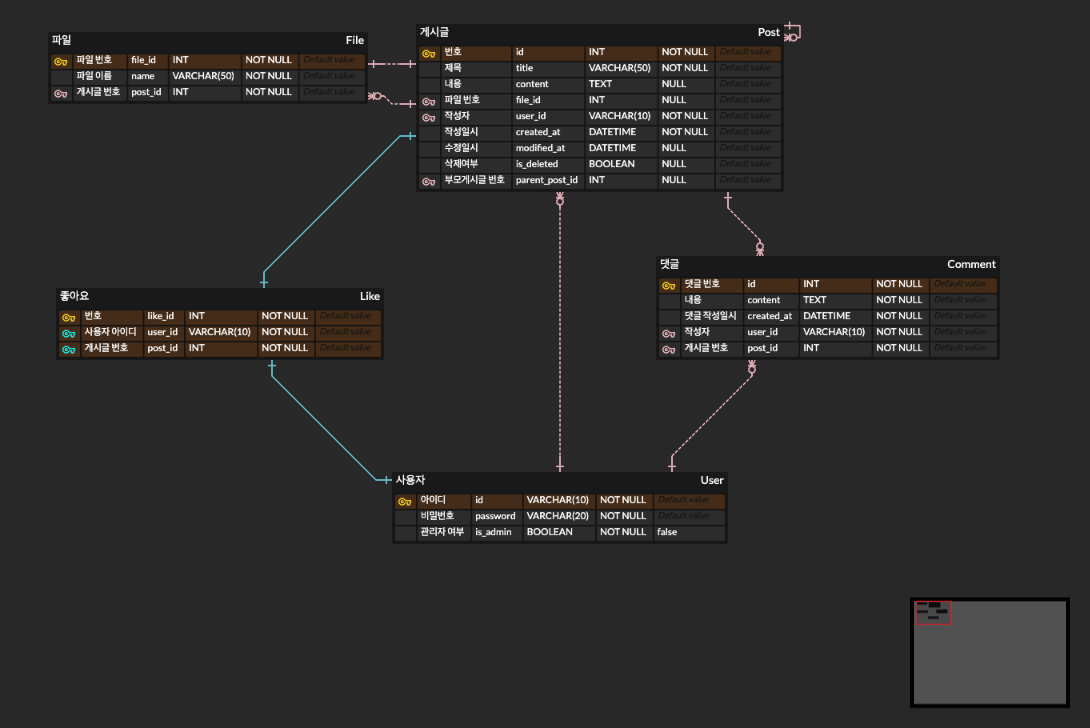 파일 File
파일 번호 file_id INT NOT NULL Default value
파일 이름 name VARCHAR(50) NOT NULL Default value
게시글 번호 post_id INT NOT NULL Default value
게시글 Post
번호 id INT NOT NULL Default value
제목 title VARCHAR(50) NOT NULL Default value
내용 content TEXT NULL Default value
파일 번호 file_id INT NULL Default value
작성자 user_id VARCHAR(10) NOT NULL Default value
작성일시 created_at DATETIME NOT NULL Default value
수정일시 modified_at DATETIME NULL Default value
삭제여부 is_deleted BOOLEAN NULL Default value
부모게시글 번호 parent_post_id INT NULL Default value
좋아요 Like
번호 like_id INT NOT NULL Default value
사용자 아이디 user_id VARCHAR(10) NOT NULL Default value
게시글 번호 post_id INT NOT NULL Default value
댓글 Comment
댓글 번호 id INT NOT NULL Default value
내용 content TEXT NOT NULL Default value
댓글 작성일시 created_at DATETIME NOT NULL Default value
작성자 user_id VARCHAR(10) NOT NULL Default value
게시글 번호 post_id INT NOT NULL Default value
사용자 User
아이디 id VARCHAR(10) NOT NULL Default value
비밀번호 password VARCHAR(20) NOT NULL Default value
관리자 여부 is_admin BOOLEAN NOT NULL false